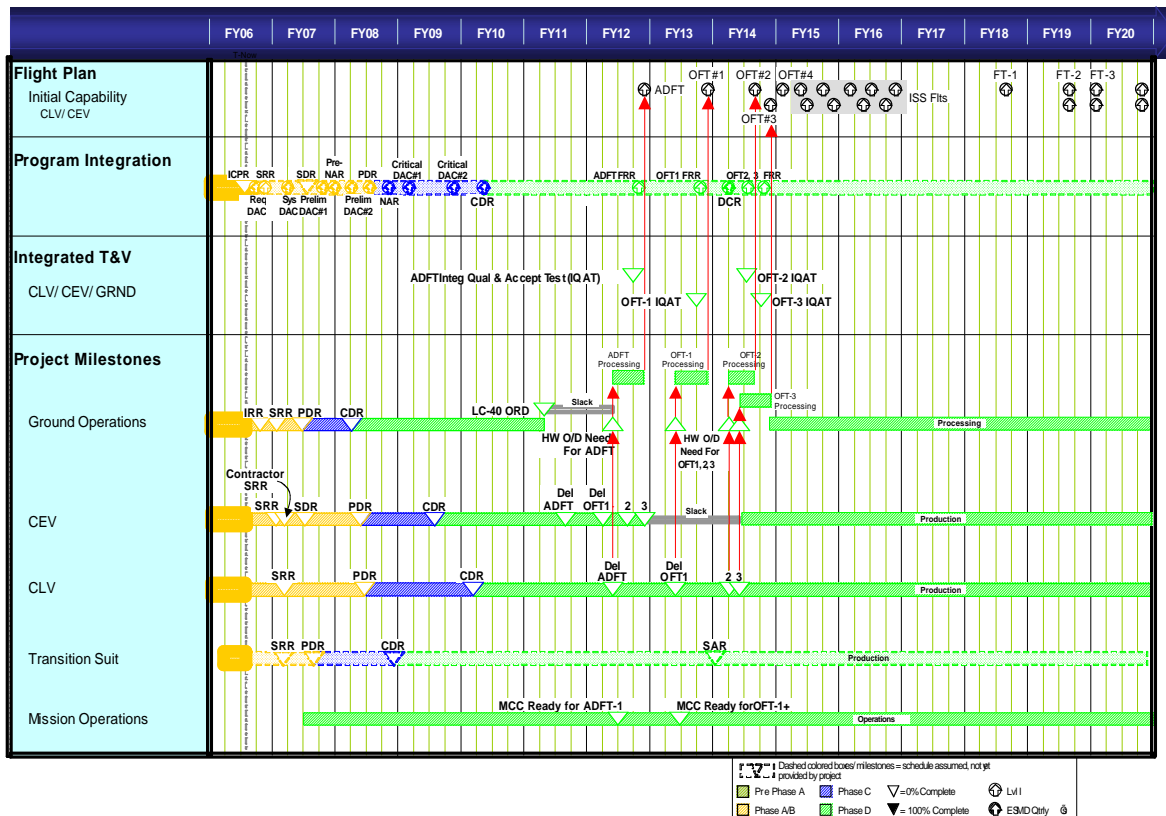 FY06 FY07 FY08 FY09 FY10 FY11 FY12 FY13 FY14 FY15 FY16 FY17 FY18 FY19 FY20
T-Now
Flight Plan
Initial Capability
CLV/ CEV
ADFT
OFT#1
OFT#2
OFT#4
OFT#3
ISS Flts
FT-1
FT-2
FT-3
Program Integration
ICPR SRR SDR Pre-NAR PDR Critical DAC#1 Critical DAC#2
Req DAC Sys DAC Prelim DAC#1 Prelim DAC#2 NAR CDR
ADFT FRR OFT1 FRR OFT2, 3 FRR
DCR
Integrated T&V
CLV/ CEV/ GRND
ADFTInteg Qual & Accept Test (IQAT)
OFT-2 IQAT
OFT-1 IQAT
OFT-3 IQAT
Project Milestones
ADFT Processing
OFT-1 Processing
OFT-2 Processing
OFT-3 Processing
Ground Operations
IRR SRR PDR CDR
LC-40 ORD
Slack
Processing
HW O/D Need
For ADFT
HW O/D
Need For
OFT1, 2,3
Contractor
SRR
CEV
SRR SDR PDR CDR
Del ADFT
Del OFT1
2 3
Slack
Production
CLV
SRR PDR CDR
Del ADFT
Del OFT1
2 3
Production
Transition Suit
SRR PDR CDR SAR
Production
Mission Operations
MCC Ready for ADFT-1
MCC Ready forOFT-1+
Operations
Dashed colored boxes/ milestones = schedule assumed, not yet
provided by project
Pre Phase A Phase C =0% Complete Lvl I
Phase A/B Phase D = 100% Complete ESMD Qtrly